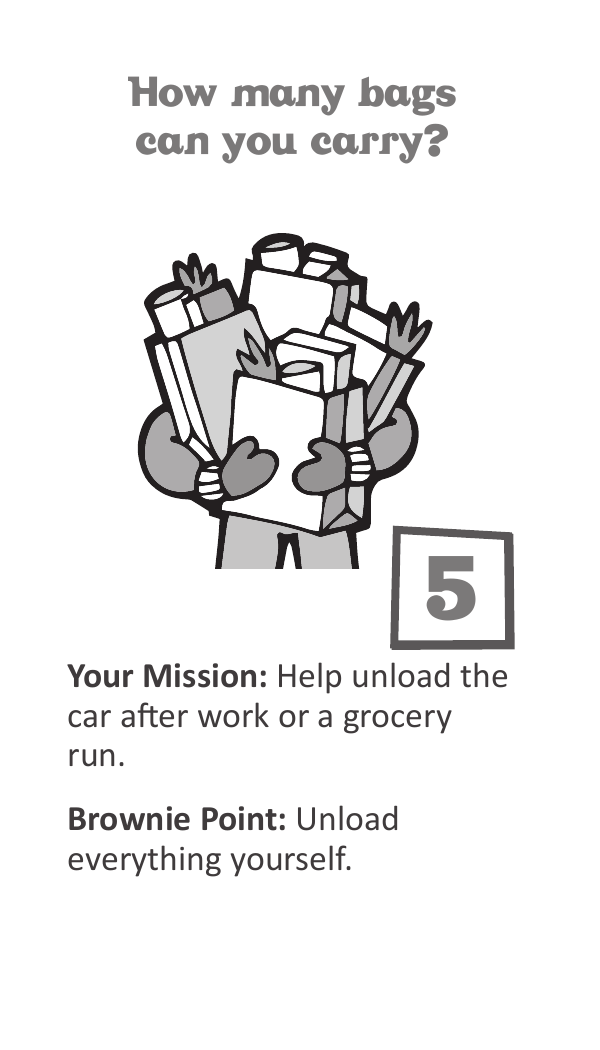 How many bags
can you carry?
5
Your Mission: Help unload the
car after work or a grocery
run.
Brownie Point: Unload
everything yourself.